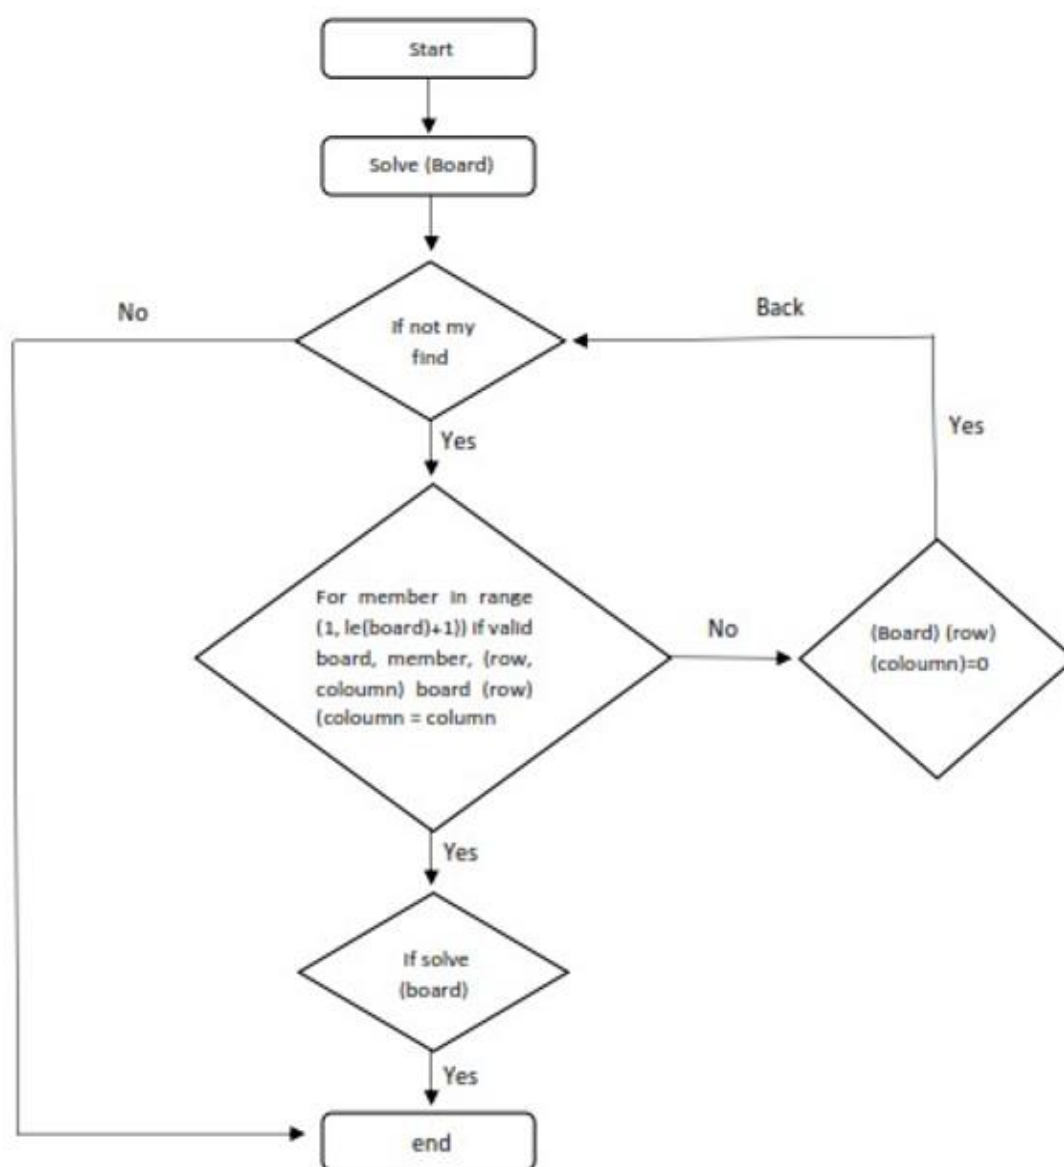 Start
Solve (Board)
No
Back
If not my
find
Yes
Yes
For member in range
(1, le(board)+1)) if valid
board, member, (row,
coloumn) board (row)
(coloumn = column
No
(Board) (row)
(coloumn)=0
Yes
If solve
(board)
Yes
end